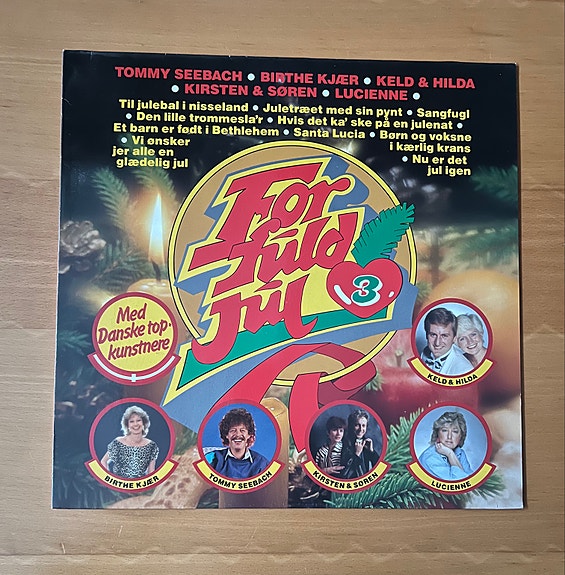 TOMMY SEEBACH • BIRTHE KJÆR • KELD & HILDA
• KIRSTEN & SØREN • LUCIENNE •
Til julebal i nisseland • Juletræet med sin pynt • Sangfugl
• Den lille trommesla'r • Hvis det ka' ske på en julenat •
Et barn er født i Bethlehem • Santa Lucia • Børn og voksne
i kærlig krans
• Vi ønsker
jer alle en
glædelig jul
• Nu er det
jul igen
For
fuld
Jul
3
Med
Danske top-
kunstnere
KELD & HILDA
BIRTHE KJÆR
TOMMY SEEBACH
KIRSTEN & SØREN
LUCIENNE